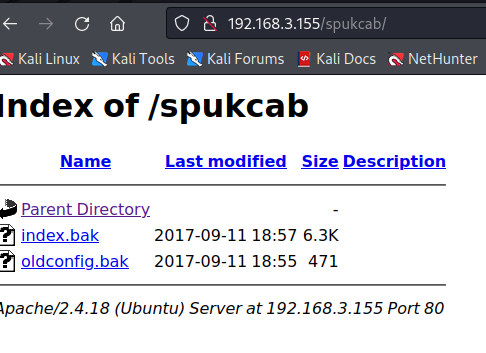 192.168.3.155/spukcab/
Kali Linux Kali Tools Kali Forums Kali Docs NetHunter
Index of /spukcab
Name Last modified Size Description
Parent Directory -
index.bak 2017-09-11 18:57 6.3K
oldconfig.bak 2017-09-11 18:55 471
Apache/2.4.18 (Ubuntu) Server at 192.168.3.155 Port 80